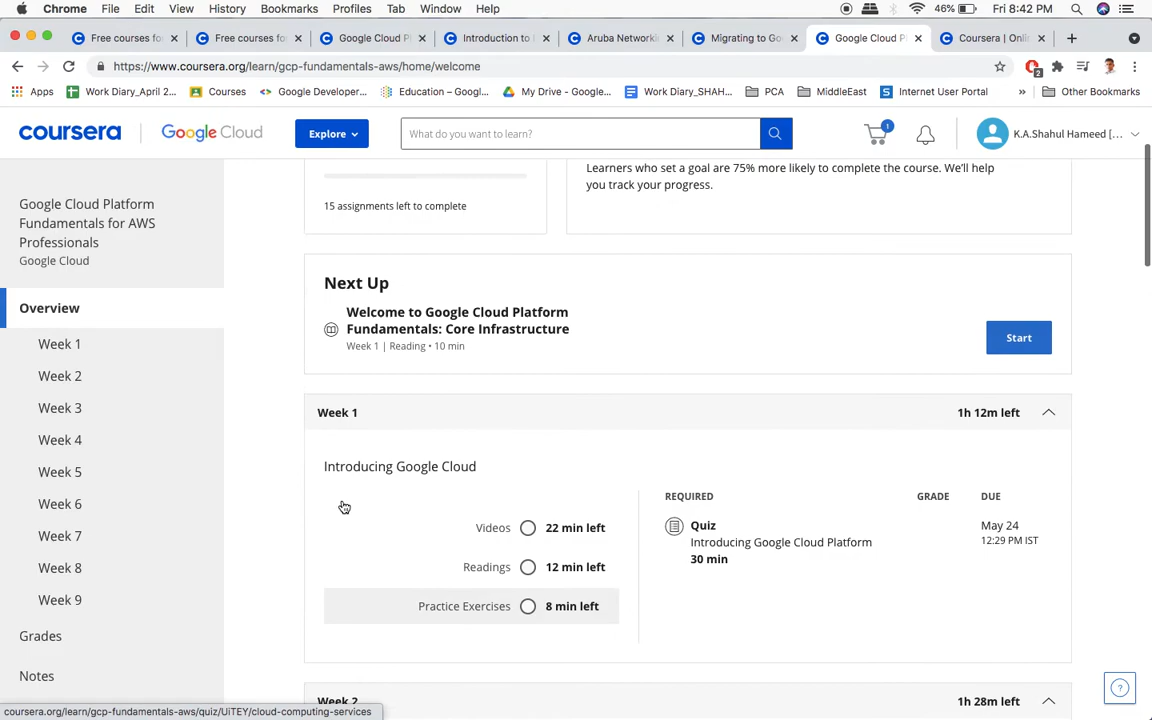 Chrome File Edit View History Bookmarks Profiles Tab Window Help 46% Fri 8:42 PM
Free courses fo Free courses for Google Cloud P Introduction to Aruba Networki Migrating to Go Google Cloud P Coursera | Onli
https://www.coursera.org/learn/gcp-fundamentals-aws/home/welcome
2
Apps Work Diary_April 2... Courses Google Developer... Education – Googl... My Drive - Google... Work Diary_SHAH... PCA MiddleEast Internet User Portal » Other Bookmarks
coursera Google Cloud Explore What do you want to learn? 1 K.A.Shahul Hameed [...
Learners who set a goal are 75% more likely to complete the course. We'll help
you track your progress.
15 assignments left to complete
Google Cloud Platform
Fundamentals for AWS
Professionals
Google Cloud
Overview
Week 1
Week 2
Week 3
Week 4
Week 5
Week 6
Week 7
Week 8
Week 9
Grades
Notes
Next Up
Welcome to Google Cloud Platform
Fundamentals: Core Infrastructure
Week 1 | Reading • 10 min
Start
Week 1 1h 12m left
Introducing Google Cloud
Videos 22 min left
Readings 12 min left
Practice Exercises 8 min left
REQUIRED GRADE DUE
Quiz May 24
Introducing Google Cloud Platform 12:29 PM IST
30 min
Week 2 1h 28m left
?
coursera.org/learn/gcp-fundamentals-aws/quiz/UiTEY/cloud-computing-services